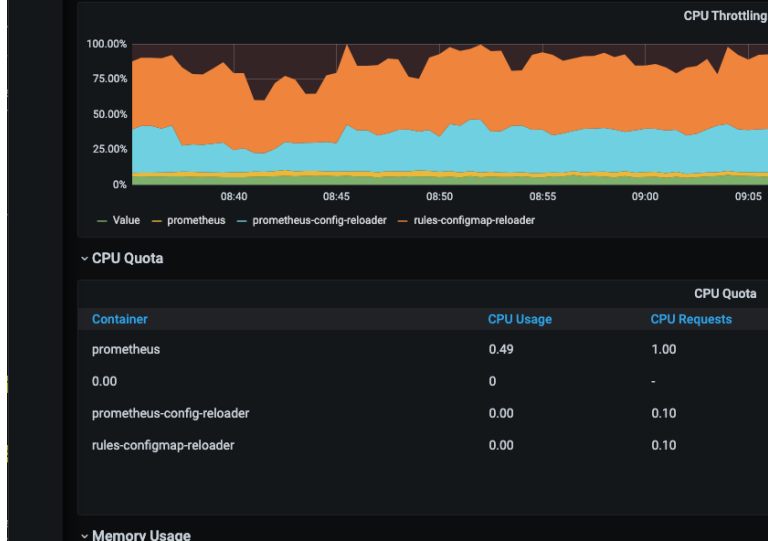 CPU Throttling
100.00%
75.00%
50.00%
25.00%
0%
08:40 08:45 08:50 08:55 09:00 09:05
Value prometheus prometheus-config-reloader rules-configmap-reloader
CPU Quota
CPU Quota
Container CPU Usage CPU Requests
prometheus 0.49 1.00
0.00 0 -
prometheus-config-reloader 0.00 0.10
rules-configmap-reloader 0.00 0.10
Memory Usage